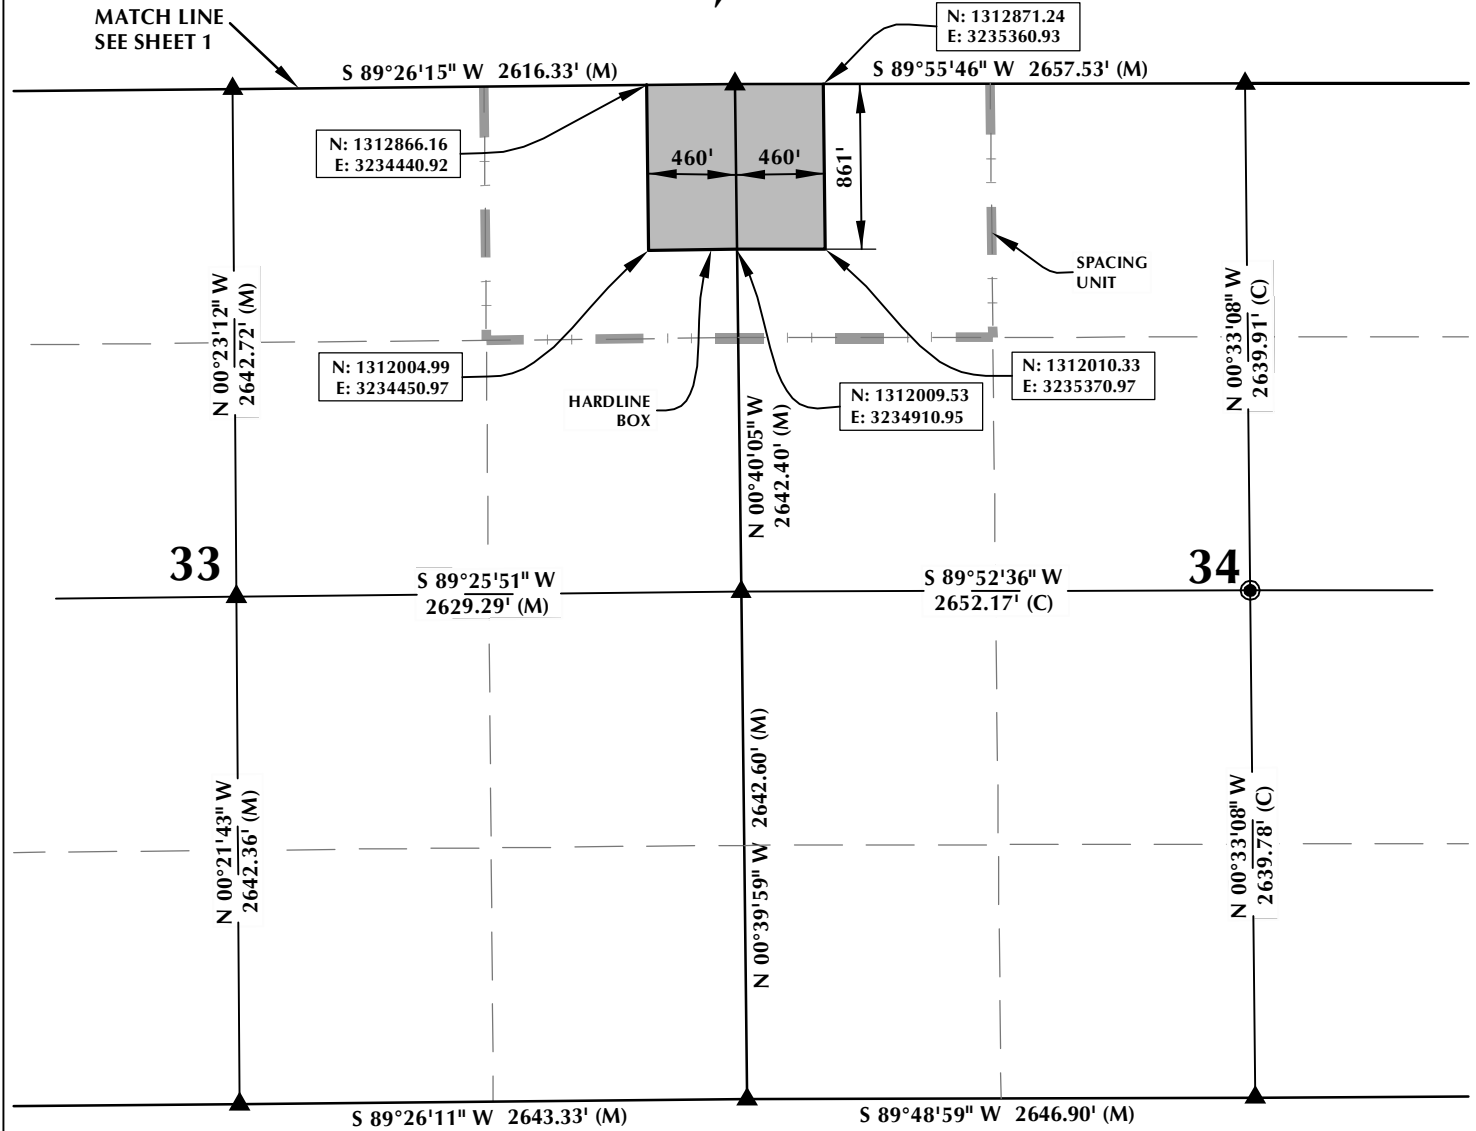 MATCH LINE
SEE SHEET 1
N: 1312871.24
E: 3235360.93
S 89°26'15" W 2616.33' (M)
S 89°55'46" W 2657.53' (M)
N: 1312866.16
E: 3234440.92
460'
460'
861'
SPACING
UNIT
N 00°23'12" W
2642.72' (M)
N 00°33'08" W
2639.91' (C)
N: 1312004.99
E: 3234450.97
HARDLINE
BOX
N: 1312009.53
E: 3234910.95
N: 1312010.33
E: 3235370.97
N 00°40'05" W
2642.40' (M)
33
34
S 89°25'51" W
2629.29' (M)
S 89°52'36" W
2652.17' (C)
N 00°21'43" W
2642.36' (M)
N 00°39'59" W 2642.60' (M)
N 00°33'08" W
2639.78' (C)
S 89°26'11" W 2643.33' (M)
S 89°48'59" W 2646.90' (M)